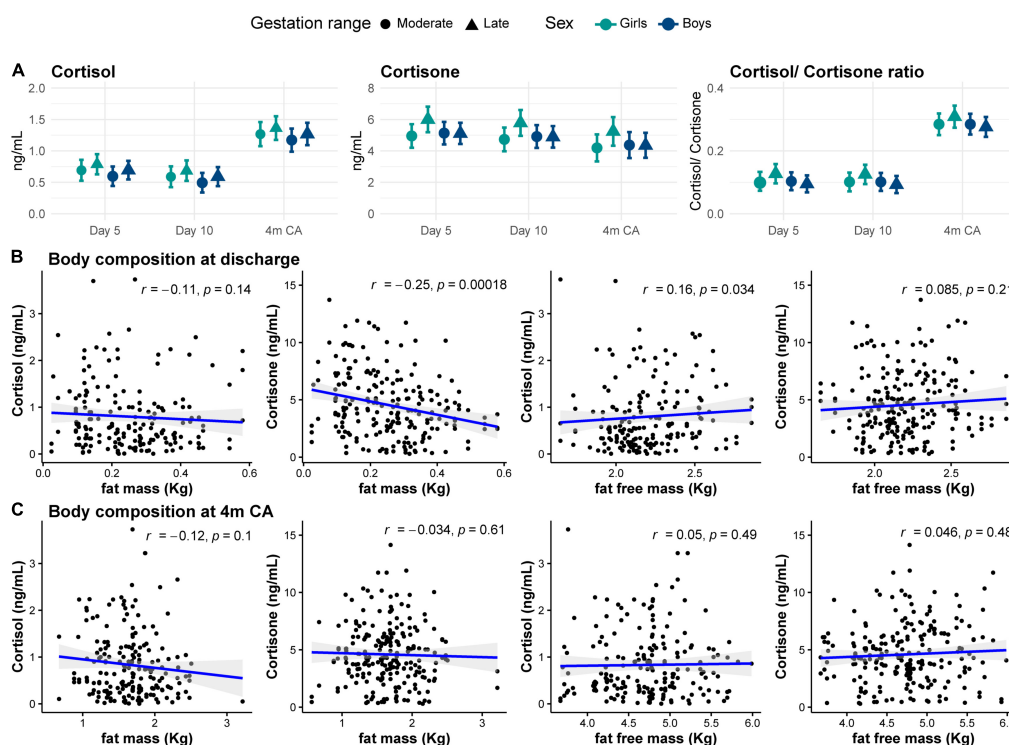 Gestation range Moderate Late Sex Girls Boys
A
Cortisol
Cortisone
Cortisol/ Cortisone ratio
ng/mL
2.0
1.5
1.0
0.5
0.0
Day 5 Day 10 4m CA
ng/mL
8
6
4
2
0
Day 5 Day 10 4m CA
Cortisol/ Cortisone
0.4
0.2
0.0
Day 5 Day 10 4m CA
B Body composition at discharge
r = −0.11, p = 0.14
Cortisol (ng/mL)
3
2
1
0
0.0 0.2 0.4 0.6
fat mass (Kg)
r = −0.25, p = 0.00018
Cortisone (ng/mL)
15
10
5
0
0.0 0.2 0.4 0.6
fat mass (Kg)
r = 0.16, p = 0.034
Cortisol (ng/mL)
3
2
1
0
2.0 2.5
fat free mass (Kg)
r = 0.085, p = 0.21
Cortisone (ng/mL)
15
10
5
0
2.0 2.5
fat free mass (Kg)
C Body composition at 4m CA
r = −0.12, p = 0.1
Cortisol (ng/mL)
3
2
1
0
1 2 3
fat mass (Kg)
r = −0.034, p = 0.61
Cortisone (ng/mL)
15
10
5
0
1 2 3
fat mass (Kg)
r = 0.05, p = 0.49
Cortisol (ng/mL)
3
2
1
0
4.0 4.5 5.0 5.5 6.0
fat free mass (Kg)
r = 0.046, p = 0.48
Cortisone (ng/mL)
15
10
5
0
4.0 4.5 5.0 5.5 6.0
fat free mass (Kg)